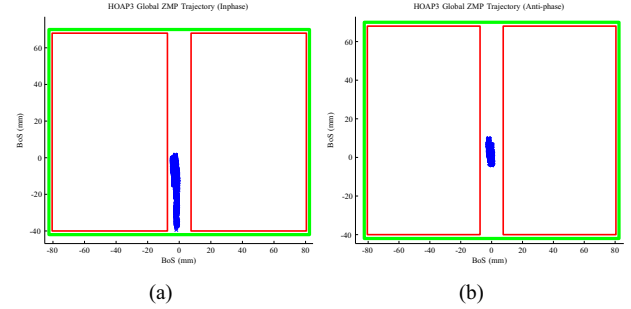 HOAP3 Global ZMP Trajectory (Inphase)
BoS (mm)
60
40
20
0
-20
-40
-80 -60 -40 -20 0 20 40 60 80
BoS (mm)
(a)
HOAP3 Global ZMP Trajectory (Anti-phase)
BoS (mm)
60
40
20
0
-20
-40
-80 -60 -40 -20 0 20 40 60 80
BoS (mm)
(b)